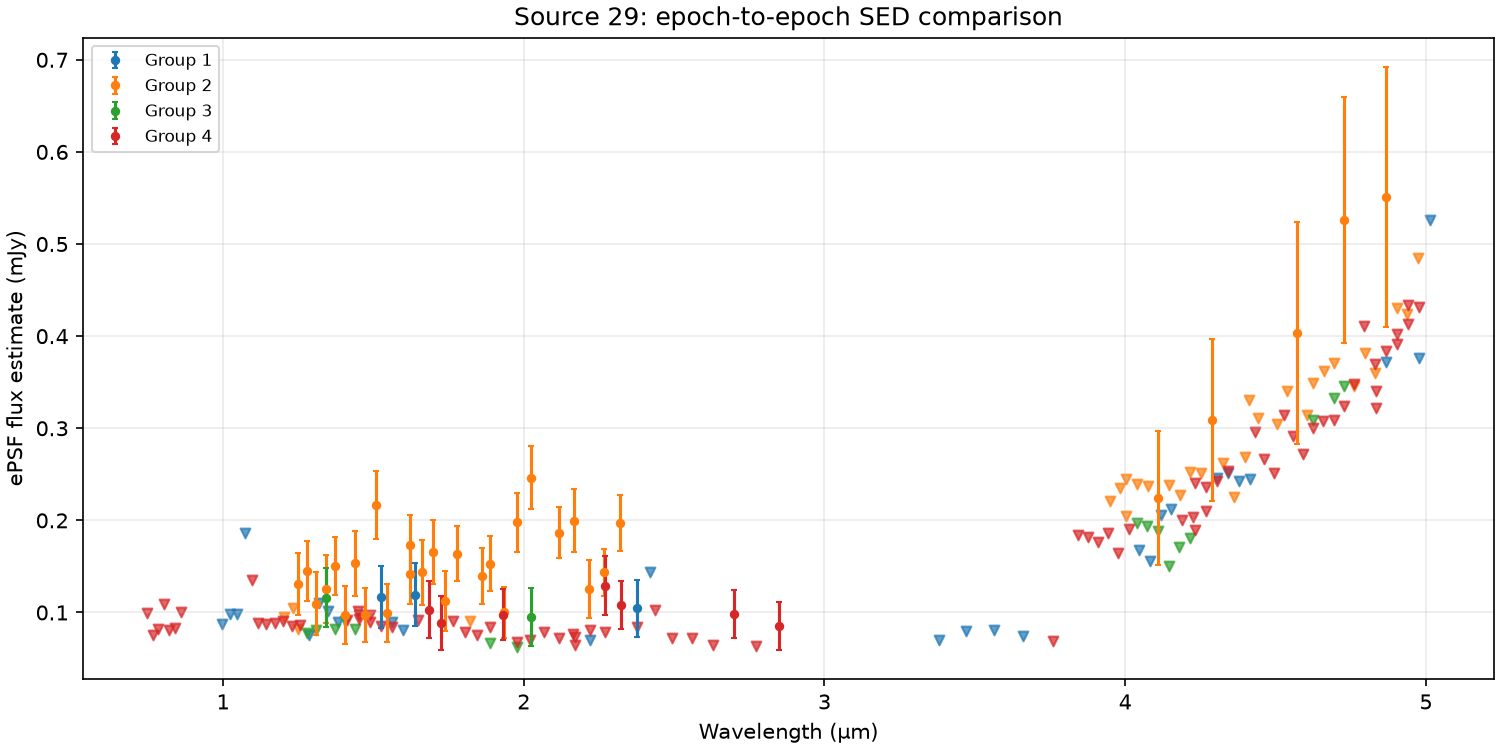 Source 29: epoch-to-epoch SED comparison
Group 1
Group 2
Group 3
Group 4
ePSF flux estimate (mJy)
0.7
0.6
0.5
0.4
0.3
0.2
0.1
1 2 3 4 5
Wavelength (μm)